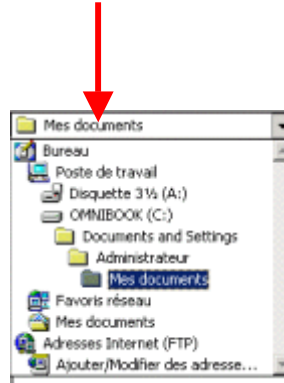 Mes documents
Bureau
Poste de travail
Disquette 3½ (A:)
OMNIBOOK (C:)
Documents and Settings
Administrateur
Mes documents
Favoris réseau
Mes documents
Adresses Internet (FTP)
Ajouter/Modifier des adresse...